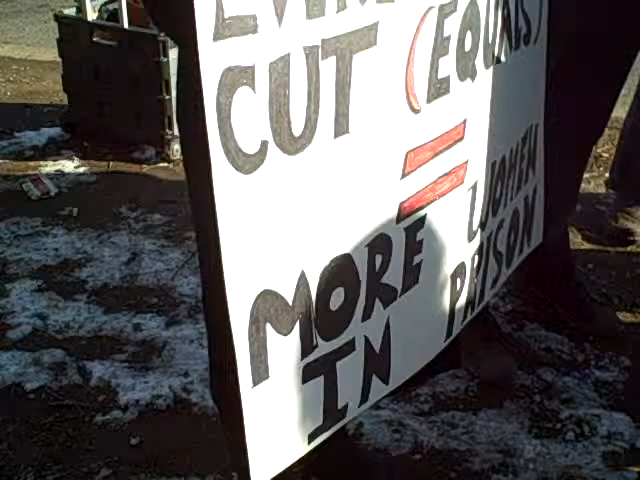 CUT (EQUALS)
=
MORE WOMEN
IN PRISON